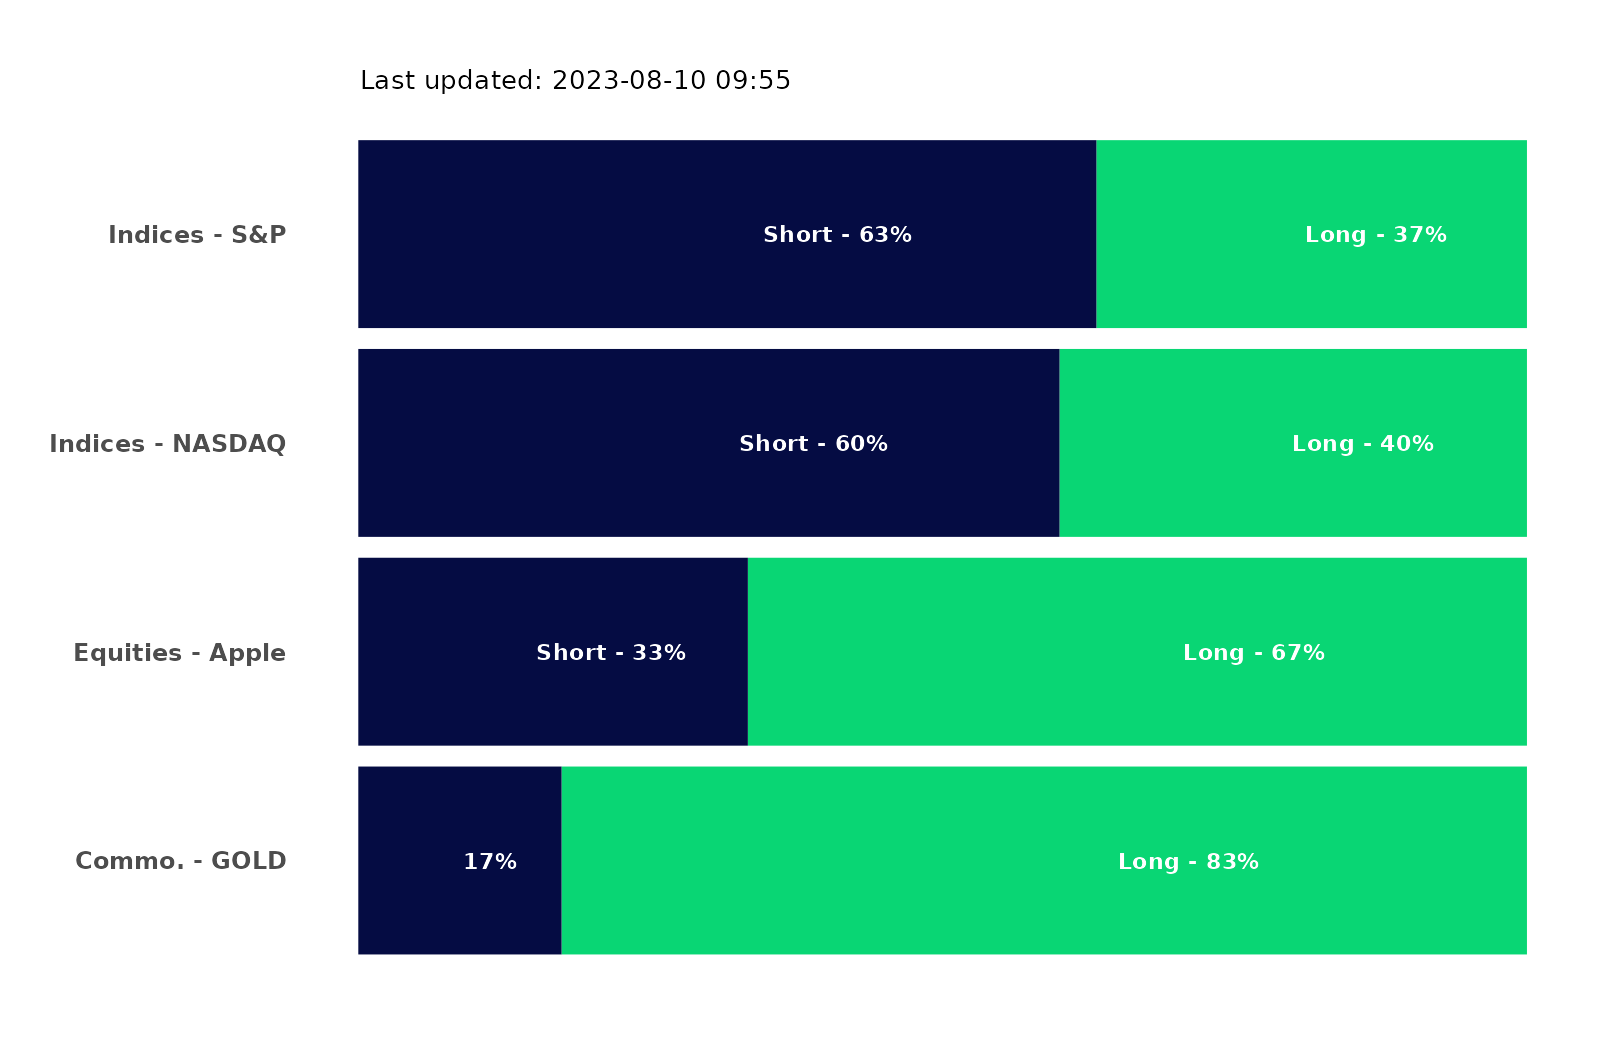 Last updated: 2023-08-10 09:55
Indices - S&P
Short - 63%
Long - 37%
Indices - NASDAQ
Short - 60%
Long - 40%
Equities - Apple
Short - 33%
Long - 67%
Commo. - GOLD
17%
Long - 83%